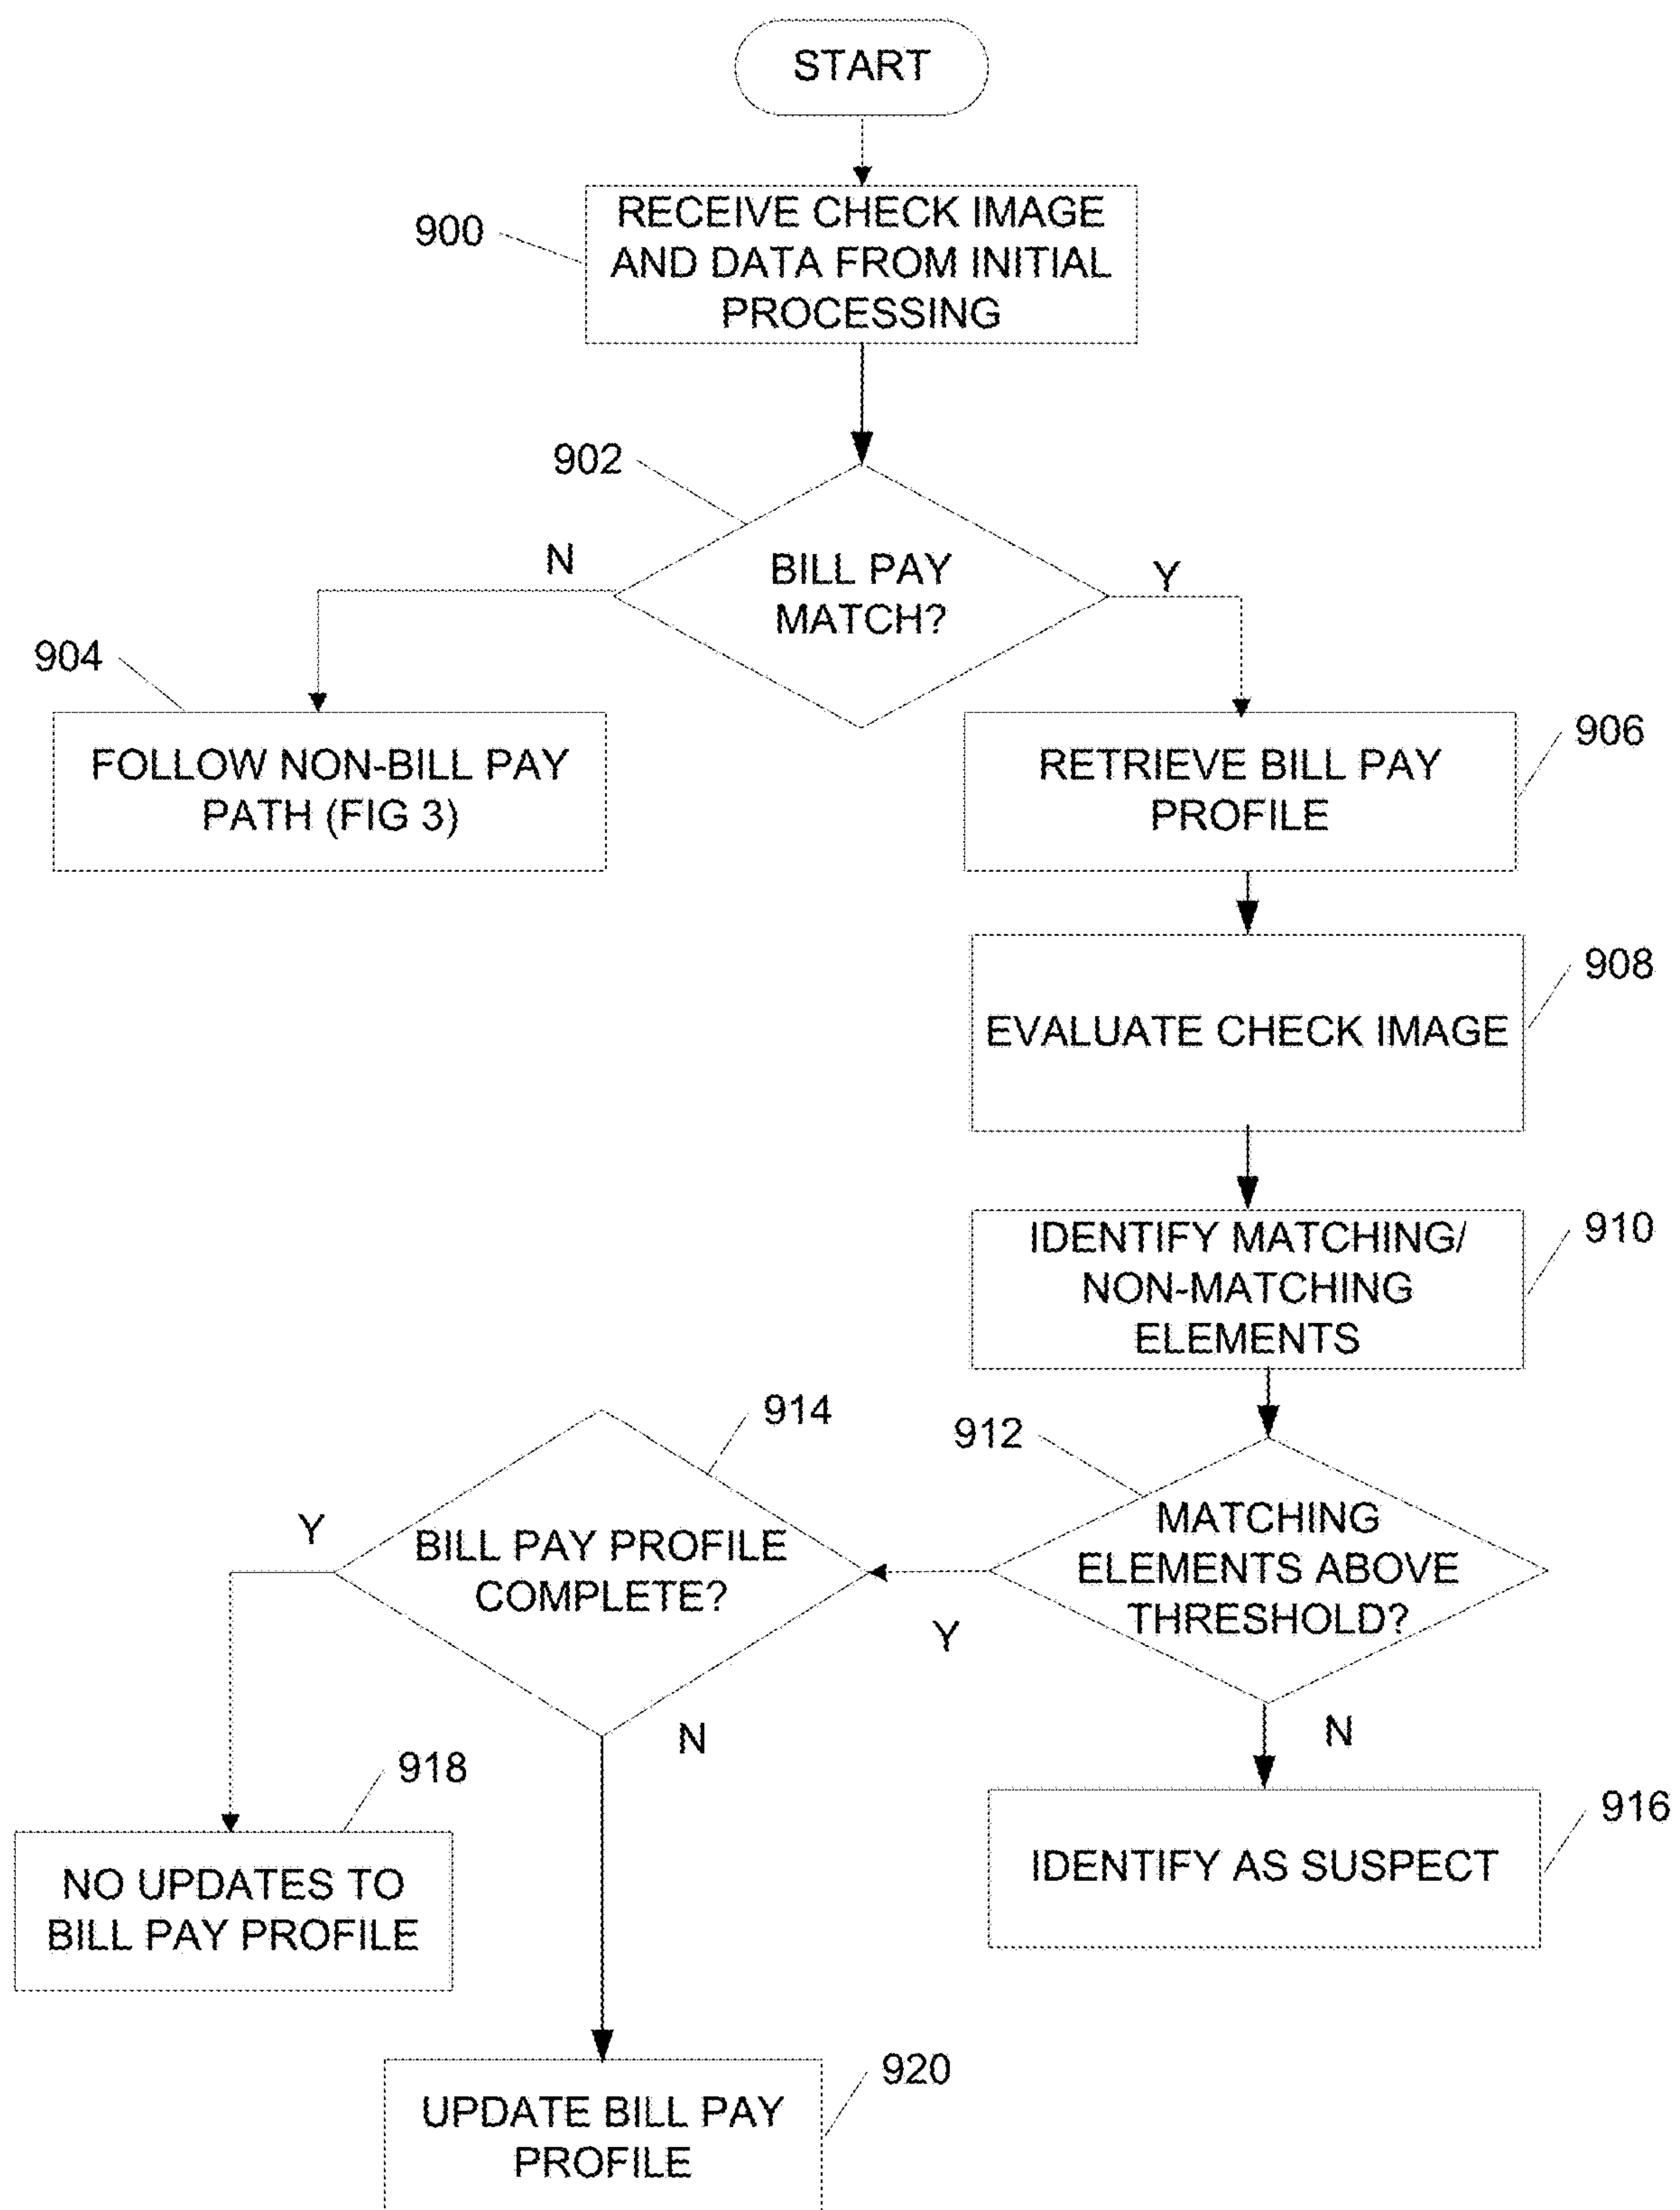 START
900
RECEIVE CHECK IMAGE
AND DATA FROM INITIAL
PROCESSING
902
BILL PAY
MATCH?
N
Y
904
FOLLOW NON-BILL PAY
PATH (FIG 3)
906
RETRIEVE BILL PAY
PROFILE
908
EVALUATE CHECK IMAGE
910
IDENTIFY MATCHING/
NON-MATCHING
ELEMENTS
912
MATCHING
ELEMENTS ABOVE
THRESHOLD?
Y
N
914
BILL PAY PROFILE
COMPLETE?
Y
N
916
IDENTIFY AS SUSPECT
918
NO UPDATES TO
BILL PAY PROFILE
920
UPDATE BILL PAY
PROFILE